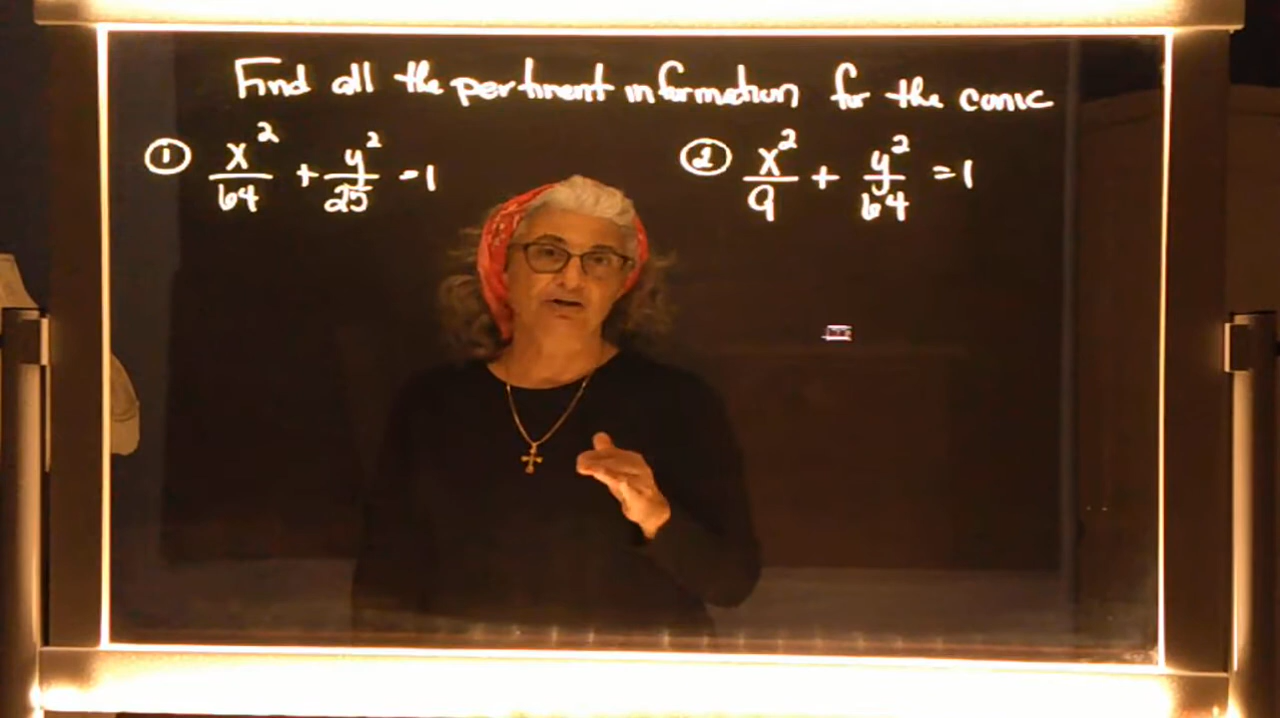 Find all the pertinent information for the conic
① x²/64 + y²/25 = 1
② x²/9 + y²/64 = 1